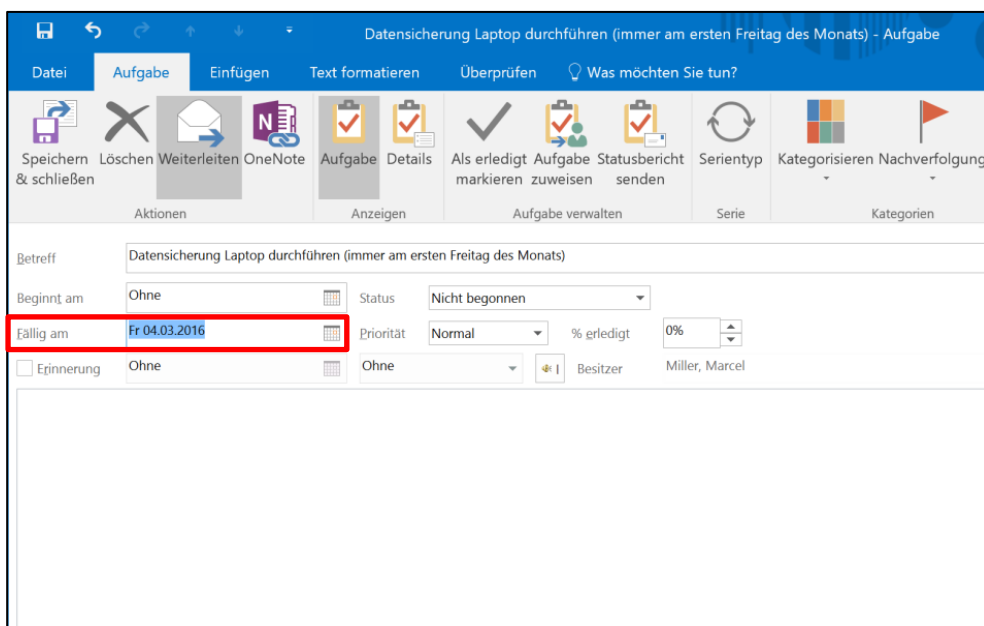 Datensicherung Laptop durchführen (immer am ersten Freitag des Monats) - Aufgabe
Datei Aufgabe Einfügen Text formatieren Überprüfen Was möchten Sie tun?
Speichern Löschen Weiterleiten OneNote Aufgabe Details Als erledigt Aufgabe Statusbericht Serientyp Kategorisieren Nachverfolgung
& schließen markieren zuweisen senden
Aktionen Anzeigen Aufgabe verwalten Serie Kategorien
Betreff Datensicherung Laptop durchführen (immer am ersten Freitag des Monats)
Beginnt am Ohne Status Nicht begonnen
Fällig am Fr 04.03.2016 Priorität Normal % erledigt 0%
Erinnerung Ohne Ohne Besitzer Miller, Marcel